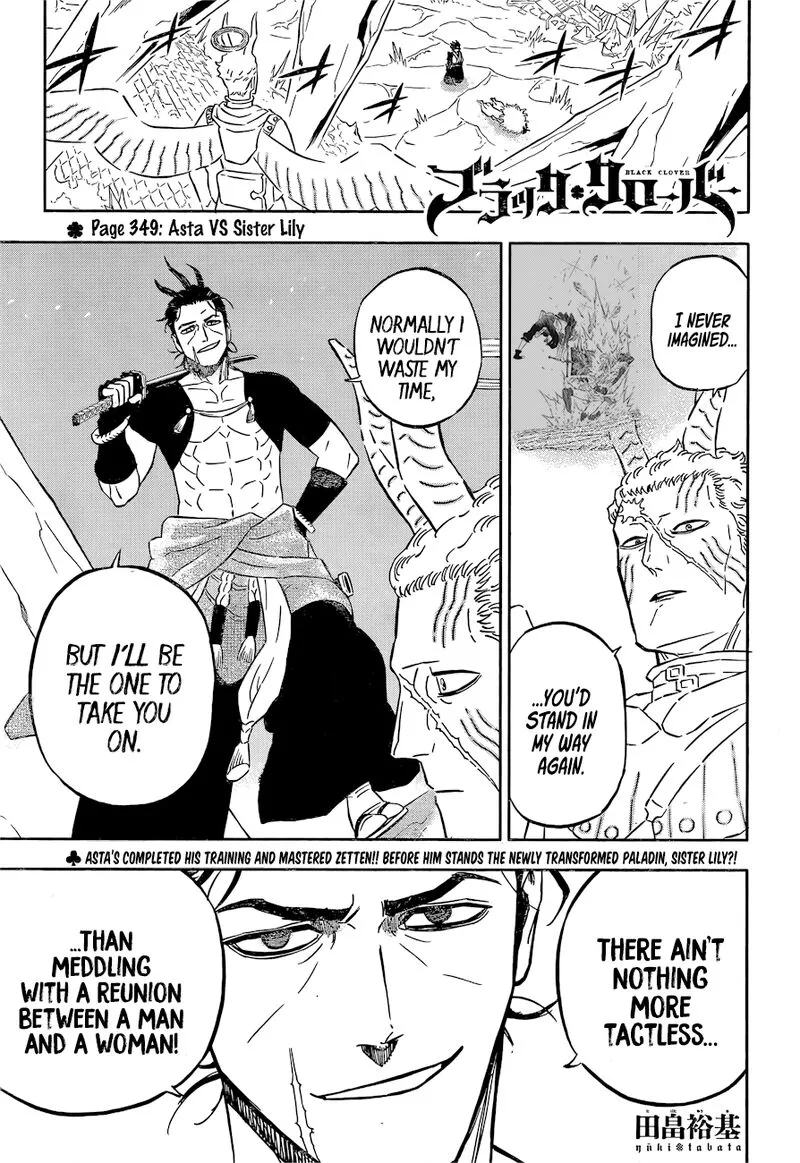 ブラック クローバー
BLACK CLOVER
Page 349: Asta VS Sister Lily
I NEVER
IMAGINED...
...YOU'D
STAND IN
MY WAY
AGAIN.
NORMALLY I
WOULDN'T
WASTE MY
TIME,
BUT I'LL BE
THE ONE TO
TAKE YOU
ON.
ASTA'S COMPLETED HIS TRAINING AND MASTERED ZETTEN!! BEFORE HIM STANDS THE NEWLY TRANSFORMED PALADIN, SISTER LILY?!
THERE AIN'T
NOTHING
MORE
TACTLESS...
...THAN
MEDDLING
WITH A REUNION
BETWEEN A MAN
AND A WOMAN!
田畠裕基
yūki tabata